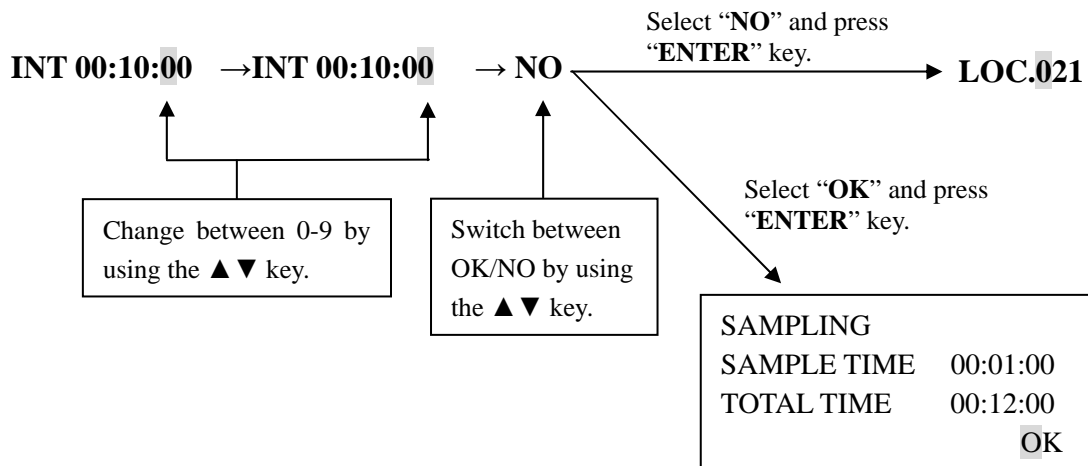 Select “NO” and press
“ENTER” key.
INT 00:10:00 →INT 00:10:00 → NO LOC.021
Select “OK” and press
“ENTER” key.
Change between 0-9 by
using the ▲▼ key.
Switch between
OK/NO by using
the ▲▼ key.
SAMPLING
SAMPLE TIME 00:01:00
TOTAL TIME 00:12:00
OK